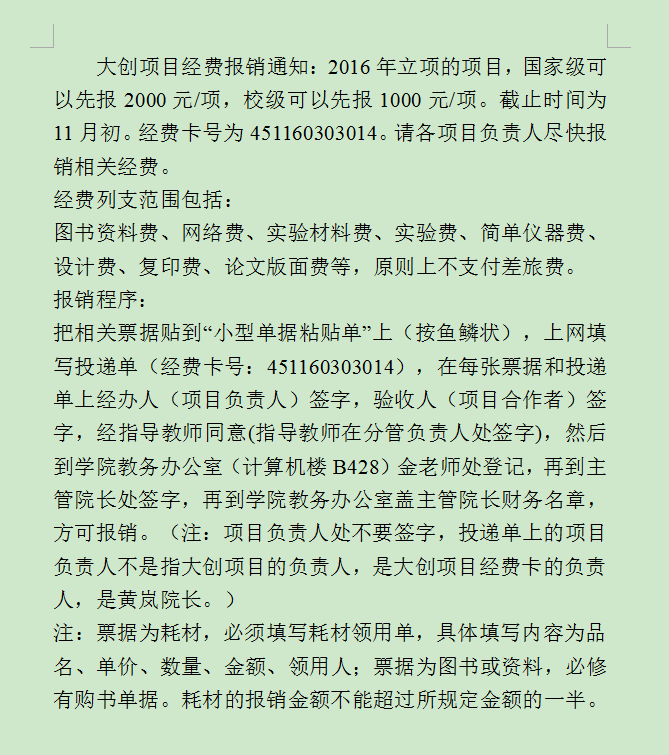 大创项目经费报销通知：2016 年立项的项目，国家级可
以先报 2000 元/项，校级可以先报 1000 元/项。截止时间为
11 月初。经费卡号为 451160303014。请各项目负责人尽快报
销相关经费。
经费列支范围包括：
图书资料费、网络费、实验材料费、实验费、简单仪器费、
设计费、复印费、论文版面费等，原则上不支付差旅费。
报销程序：
把相关票据贴到“小型单据粘贴单”上（按鱼鳞状），上网填
写投递单（经费卡号：451160303014），在每张票据和投递
单上经办人（项目负责人）签字，验收人（项目合作者）签
字，经指导教师同意(指导教师在分管负责人处签字)，然后
到学院教务办公室（计算机楼 B428）金老师处登记，再到主
管院长处签字，再到学院教务办公室盖主管院长财务名章，
方可报销。（注：项目负责人处不要签字，投递单上的项目
负责人不是指大创项目的负责人，是大创项目经费卡的负责
人，是黄岚院长。）
注：票据为耗材，必须填写耗材领用单，具体填写内容为品
名、单价、数量、金额、领用人；票据为图书或资料，必修
有购书单据。耗材的报销金额不能超过所规定金额的一半。